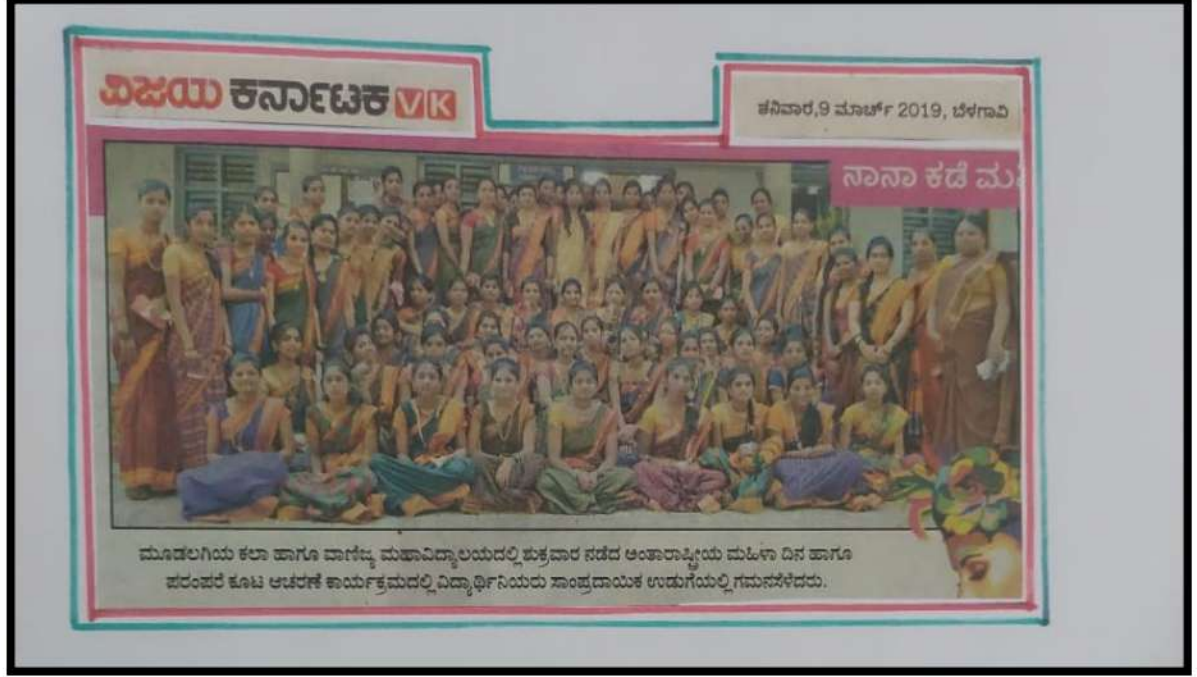 ವಿಜಯ ಕರ್ನಾಟಕ VK
ಶನಿವಾರ,9 ಮಾರ್ಚ್ 2019, ಬೆಳಗಾವಿ
ನಾನಾ ಕಡೆ
ಮೂಡಲಗಿಯ ಕಲಾ ಹಾಗೂ ವಾಣಿಜ್ಯ ಮಹಾವಿದ್ಯಾಲಯದಲ್ಲಿ ಶುಕ್ರವಾರ ನಡೆದ ಅಂತಾರಾಷ್ಟ್ರೀಯ ಮಹಿಳಾ ದಿನ ಹಾಗೂ
ಪರಂಪರೆ ಕೂಟ ಆಚರಣೆ ಕಾರ್ಯಕ್ರಮದಲ್ಲಿ ವಿದ್ಯಾರ್ಥಿನಿಯರು ಸಾಂಪ್ರದಾಯಿಕ ಉಡುಗೆಯಲ್ಲಿ ಗಮನಸೆಳೆದರು.